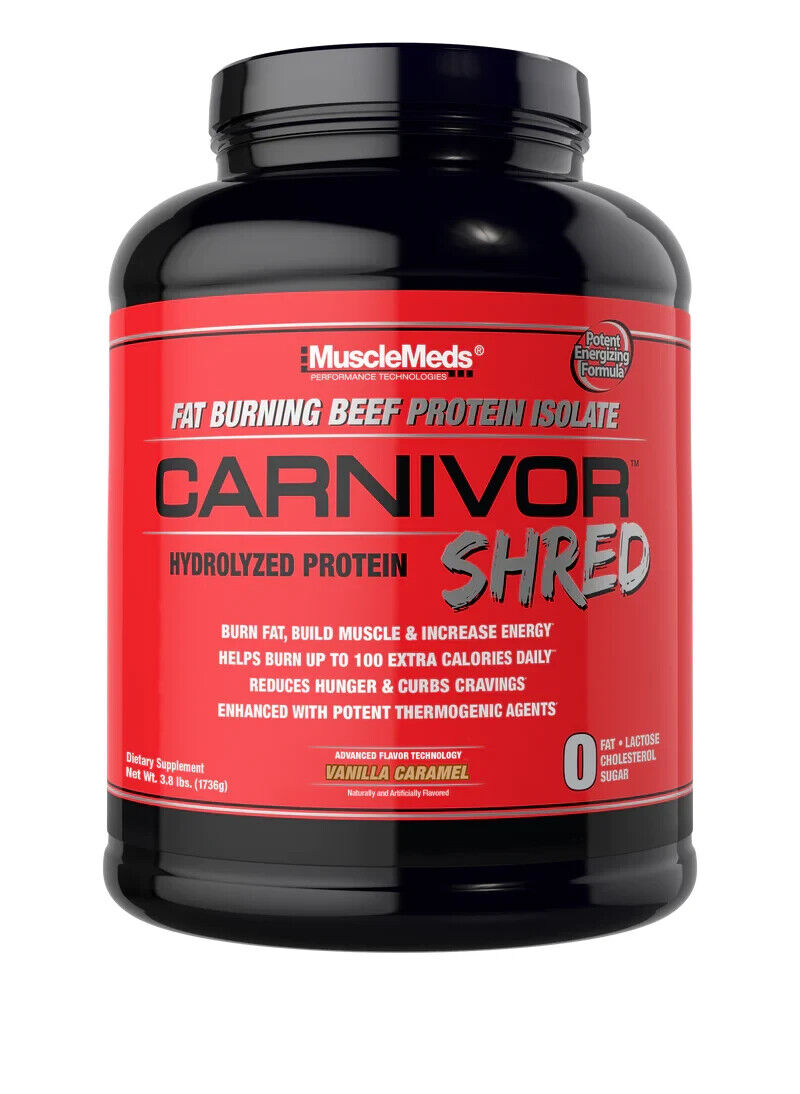 MuscleMeds®
PERFORMANCE TECHNOLOGIES
Potent
Energizing
Formula
FAT BURNING BEEF PROTEIN ISOLATE
CARNIVOR™
SHRED
HYDROLYZED PROTEIN
BURN FAT, BUILD MUSCLE & INCREASE ENERGY
HELPS BURN UP TO 100 EXTRA CALORIES DAILY
REDUCES HUNGER & CURBS CRAVINGS
ENHANCED WITH POTENT THERMOGENIC AGENTS
Dietary Supplement
Net Wt. 3.8 lbs. (1736g)
ADVANCED FLAVOR TECHNOLOGY
VANILLA CARAMEL
Naturally and Artificially Flavored
0 FAT • LACTOSE
CHOLESTEROL
SUGAR